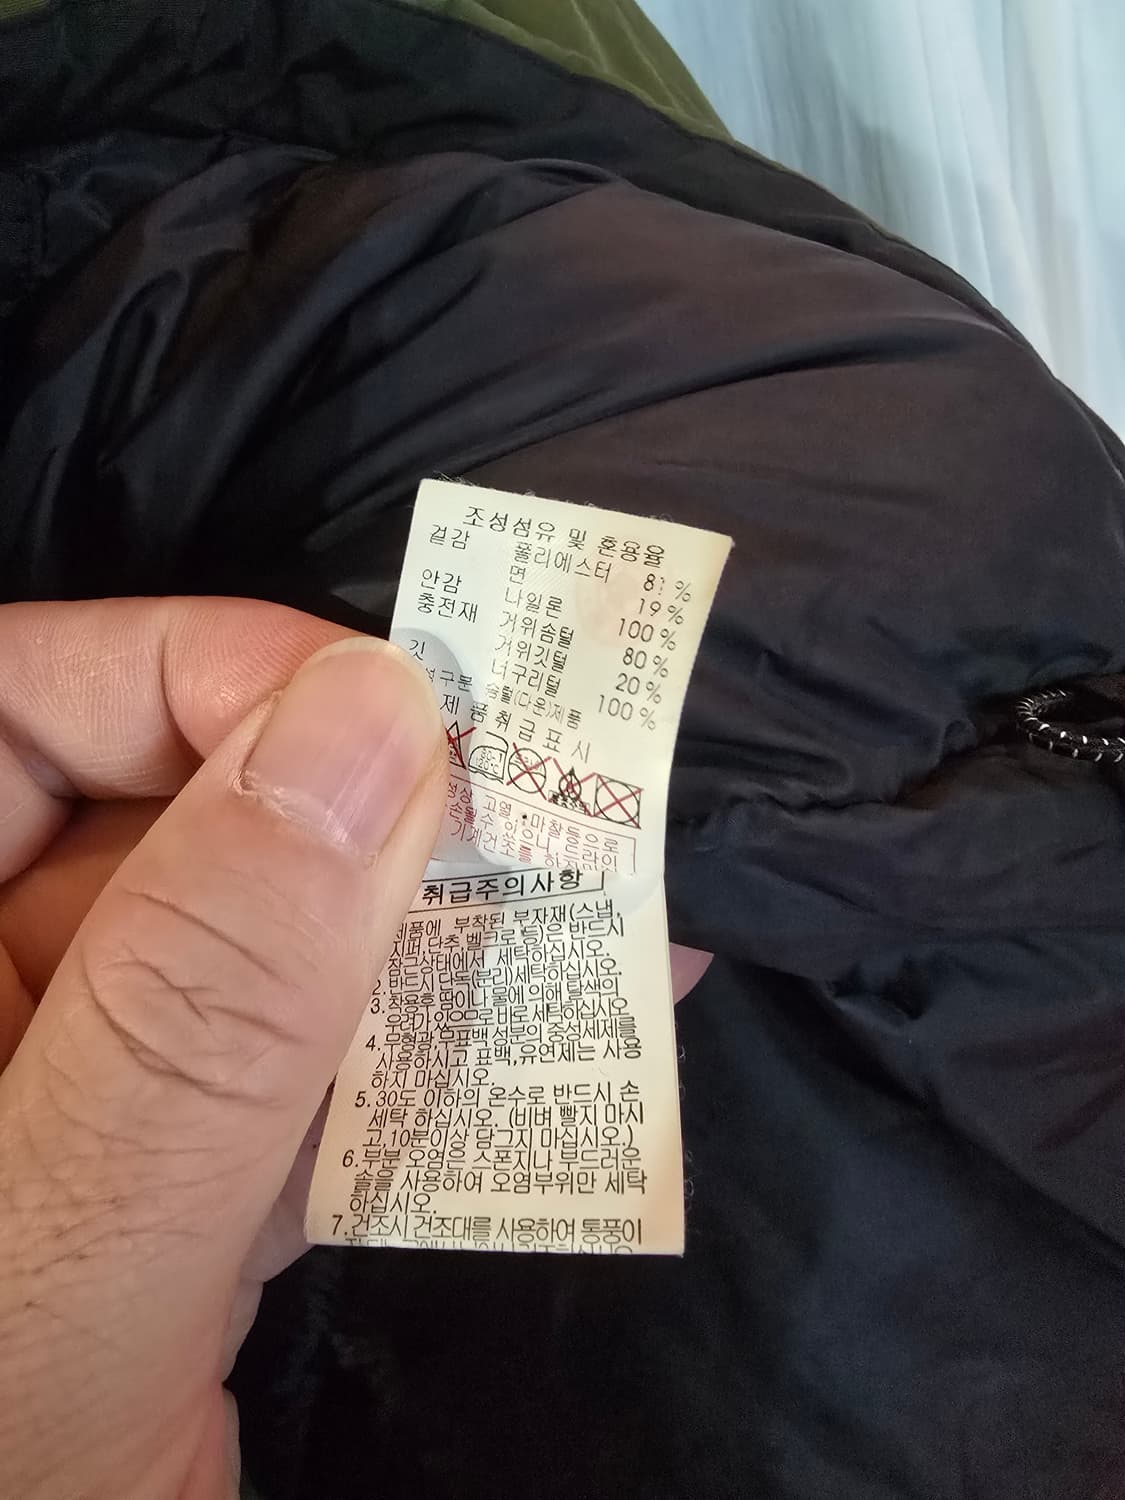 조성섬유 및 혼용율
겉감 폴리에스터 81 %
면 19 %
안감 나일론 100 %
충전재 거위솜털 80 %
거위깃털 20 %
깃 너구리털 100 %
솜털(다운)제품
제품취급표시
고열, 마찰등으로
기계건조를
취급주의사항
제품에 부착된 부자재(스냅,
지퍼,단추,벨크로 등)은 반드시
잠근상태에서 세탁하십시오.
2.반드시 단독(분리)세탁하십시오.
3.착용후 땀이나 물에 의해 탈색의
우려가 있으므로 바로 세탁하십시오
4.무형광,무표백 성분의 중성세제를
사용하시고 표백,유연제는 사용
하지 마십시오.
5.30도 이하의 온수로 반드시 손
세탁 하십시오. (비벼 빨지 마시
고,10분이상 담그지 마십시오.)
6.부분 오염은 스폰지나 부드러운
솔을 사용하여 오염부위만 세탁
하십시오.
7.건조시 건조대를 사용하여 통풍이